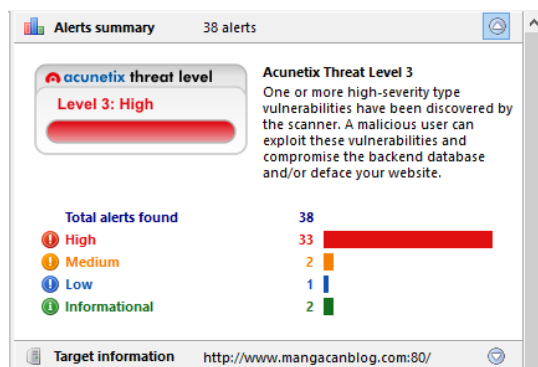 Alerts summary 38 alerts
acunetix threat level
Level 3: High
Acunetix Threat Level 3
One or more high-severity type
vulnerabilities have been discovered by
the scanner. A malicious user can
exploit these vulnerabilities and
compromise the backend database
and/or deface your website.
Total alerts found 38
High 33
Medium 2
Low 1
Informational 2
Target information http://www.mangacanblog.com:80/